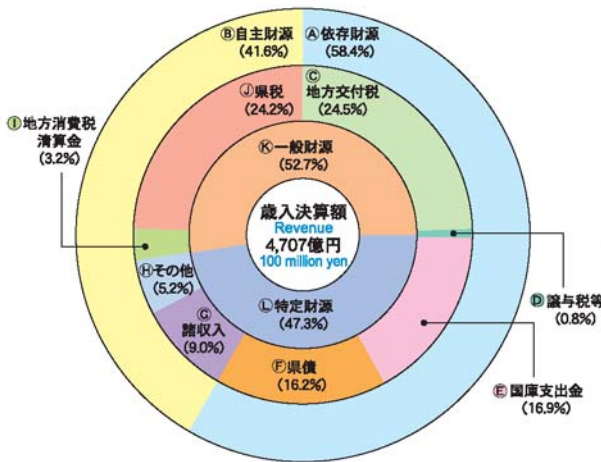 Ⓑ自主財源
(41.6%)
Ⓐ依存財源
(58.4%)
Ⓙ県税
(24.2%)
Ⓒ
地方交付税
(24.5%)
Ⓘ地方消費税
清算金
(3.2%)
Ⓚ一般財源
(52.7%)
歳入決算額
Revenue
4,707億円
100 million yen
Ⓗその他
(5.2%)
Ⓛ特定財源
(47.3%)
Ⓓ譲与税等
(0.8%)
Ⓖ
諸収入
(9.0%)
Ⓕ県債
(16.2%)
Ⓔ国庫支出金
(16.9%)